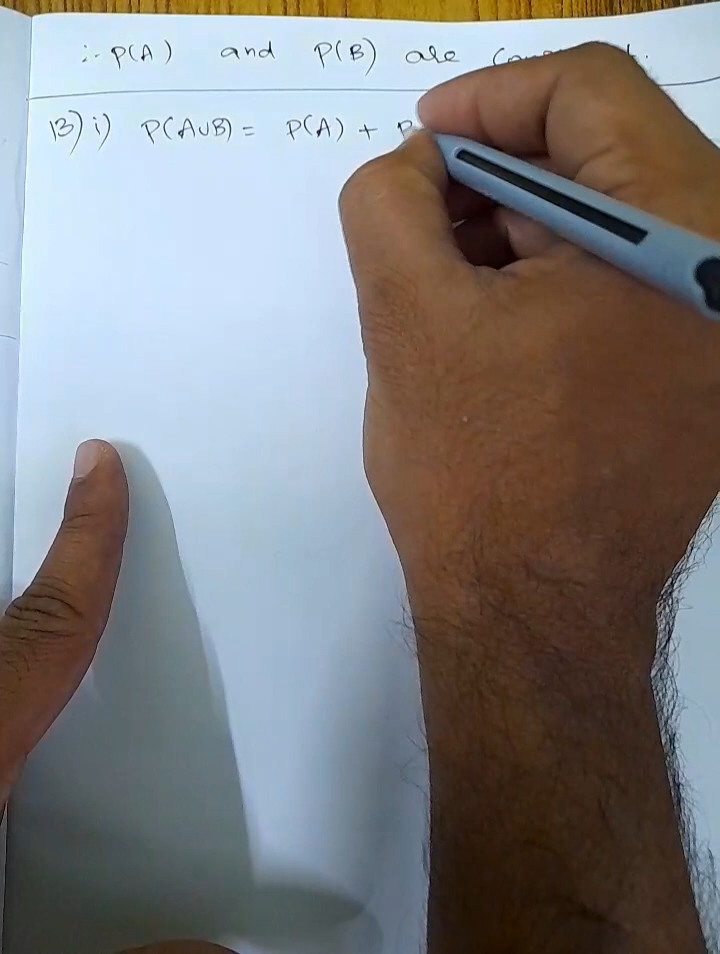 ∴ P(A) and P(B) are
13) i) P(A∪B) = P(A) + P